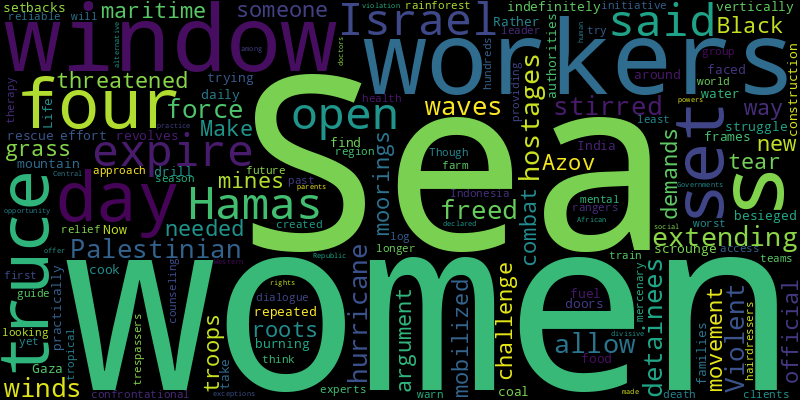 setbacks
reliable will
maritime
someone
rainforest
indefinitely
vertically
window
Israel
Rather
try
initiative
leader
said
Black
group
threatened
trying
daily
workers
hundreds
authorities
faced
world
around
water
construction
four
force
therapy
Life
open
waves
hostages
providing
stirred
way
rescue effort
revolves
Make
health
India
least
struggle
frames
new
grass
practice
expire
find
region
Though
farm
Azov
set
tear
mountain
Central
approach
drill
season
future
past
mines
parents
moorings
Indonesia
mental
rangers
African
demands
besieged
worst
day
Hamas
Sea
freed
combat
log
social
opportunity
relief
Now
needed
created
declared
Governments
extending
s
truce
Palestinian
offer
Republic
longer
train
scrounge
access
teams
first
Gaza
cook
counseling
Women
rights
dialogue
repeated
fuel
doors
mercenary
guide
practically
roots
hurricane
argument
mobilized
challenge
allow
detainees
families
movement
Violent
hairdressers
official
looking
yet
tropical
trespassers
troops
take
burning
think
food
divisive
winds
confrontational
exceptions
experts
warn
coal
made
death
clients
doctors
violation
alternative
among
human
powers